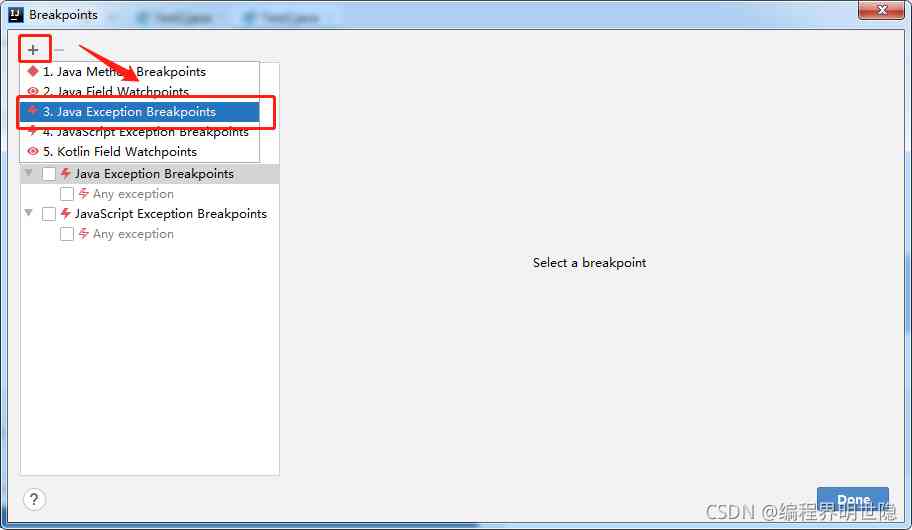 Breakpoints
1. Java Method Breakpoints
2. Java Field Watchpoints
3. Java Exception Breakpoints
4. JavaScript Exception Breakpoints
5. Kotlin Field Watchpoints
Java Exception Breakpoints
Any exception
JavaScript Exception Breakpoints
Any exception
Select a breakpoint
?
Done
CSDN @编程界明世隐